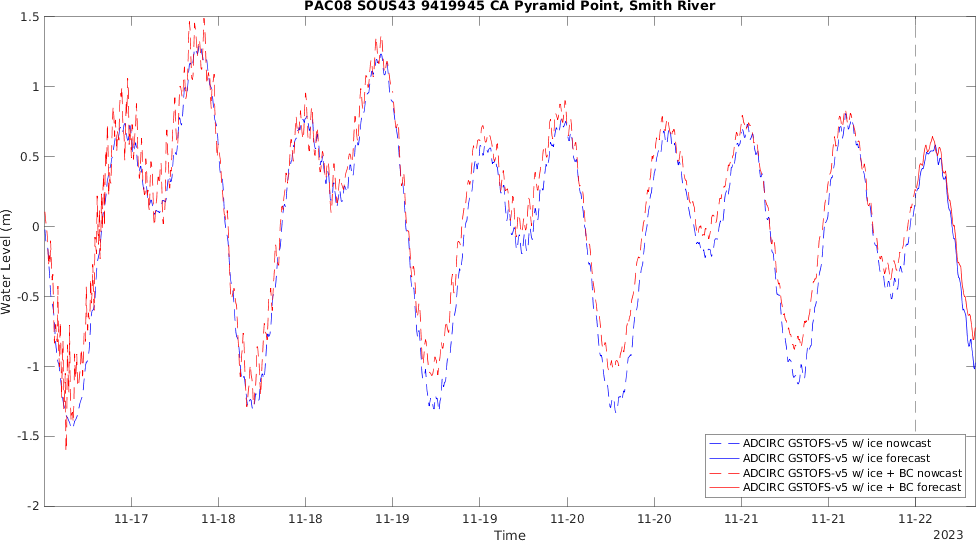 PAC08 SOUS43 9419945 CA Pyramid Point, Smith River
1.5
1
0.5
0
-0.5
-1
-1.5
-2
Water Level (m)
11-17
11-18
11-18
11-19
11-19
11-20
11-20
11-21
11-21
11-22
Time
2023
ADCIRC GSTOFS-v5 w/ ice nowcast
ADCIRC GSTOFS-v5 w/ ice forecast
ADCIRC GSTOFS-v5 w/ ice + BC nowcast
ADCIRC GSTOFS-v5 w/ ice + BC forecast